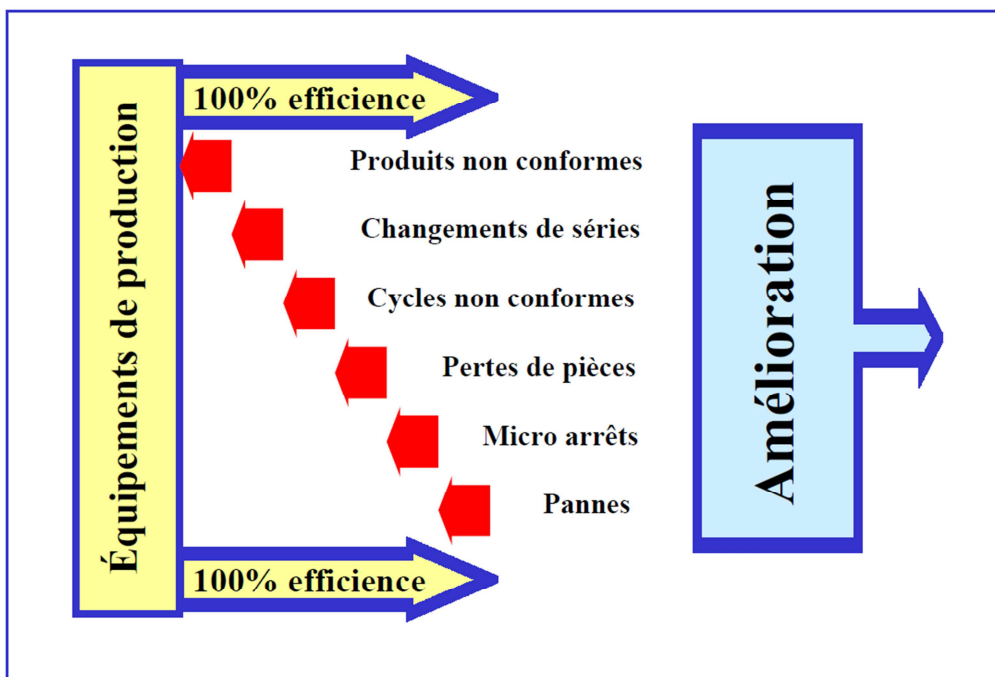 Équipements de production
100% efficience
Produits non conformes
Changements de séries
Cycles non conformes
Pertes de pièces
Micro arrêts
Pannes
100% efficience
Amélioration